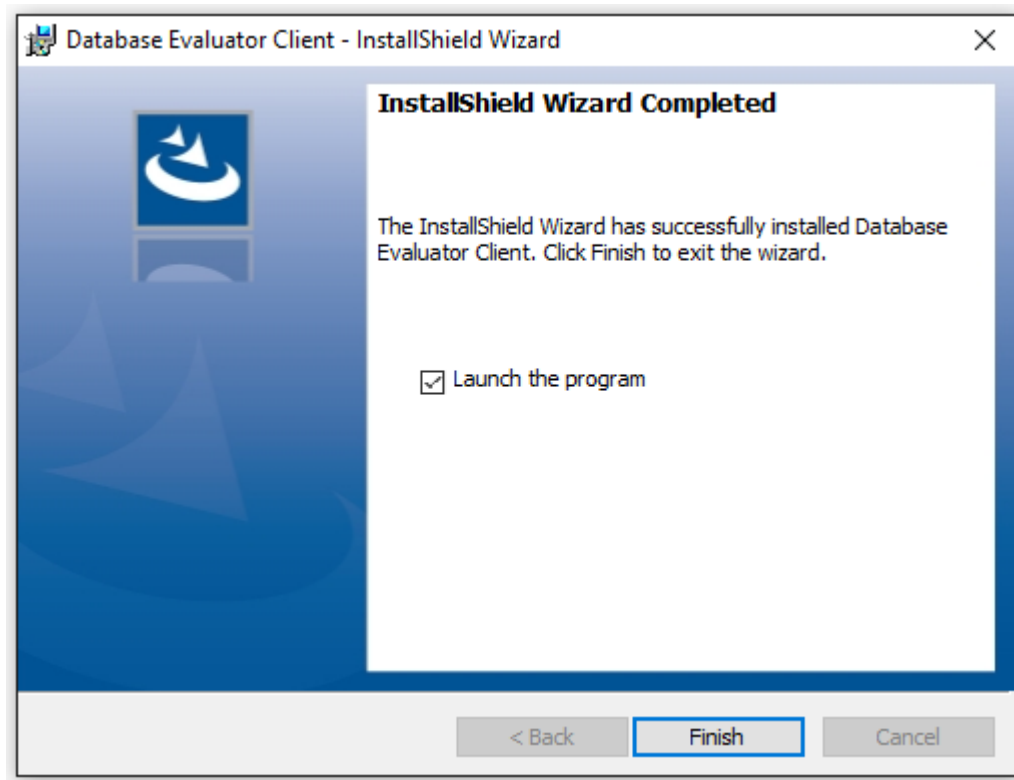 Database Evaluator Client - InstallShield Wizard
InstallShield Wizard Completed
The InstallShield Wizard has successfully installed Database
Evaluator Client. Click Finish to exit the wizard.
Launch the program
< Back
Finish
Cancel